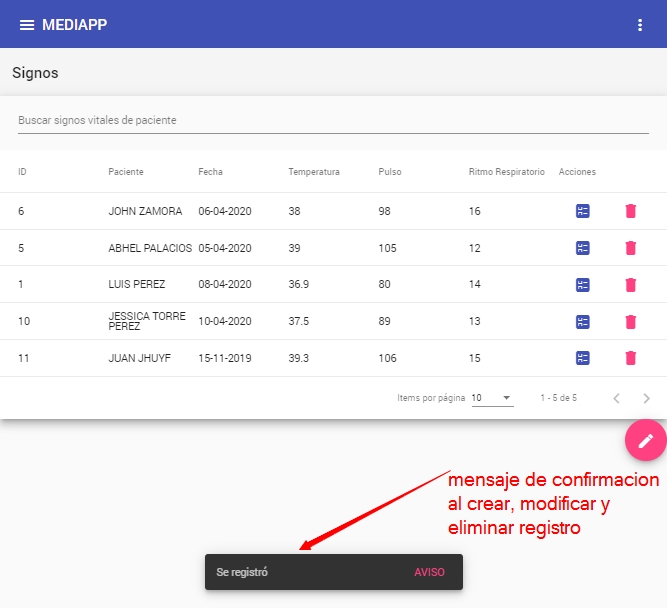 MEDIAPP
Signos
Buscar signos vitales de paciente
ID Paciente Fecha Temperatura Pulso Ritmo Respiratorio Acciones
6 JOHN ZAMORA 06-04-2020 38 98 16
5 ABHEL PALACIOS 05-04-2020 39 105 12
1 LUIS PEREZ 08-04-2020 36.9 80 14
10 JESSICA TORRE PEREZ 10-04-2020 37.5 89 13
11 JUAN JHUYF 15-11-2019 39.3 106 15
Items por página 10 1 - 5 de 5
mensaje de confirmacion
al crear, modificar y
eliminar registro
Se registró AVISO